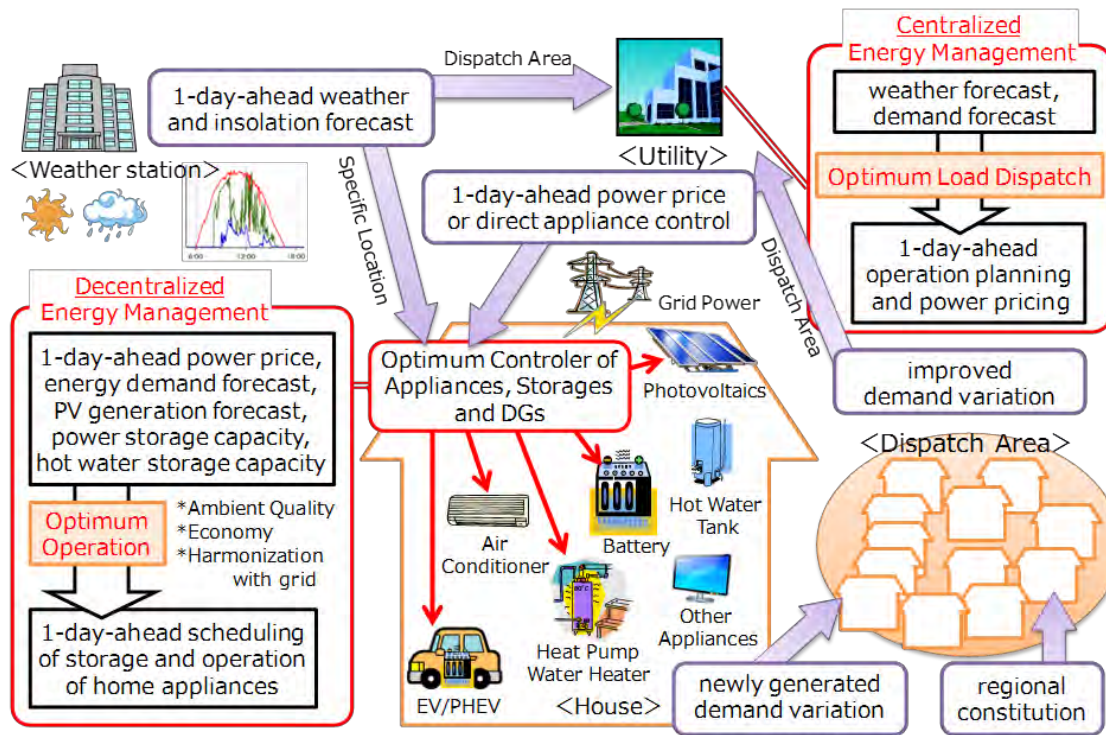 Dispatch Area
1-day-ahead weather
and insolation forecast
<Weather station>
6:00 12:00 18:00
<Utility>
Centralized
Energy Management
weather forecast,
demand forecast
Optimum Load Dispatch
1-day-ahead
operation planning
and power pricing
Specific Location
1-day-ahead power price
or direct appliance control
Dispatch Area
improved
demand variation
Decentralized
Energy Management
1-day-ahead power price,
energy demand forecast,
PV generation forecast,
power storage capacity,
hot water storage capacity
Optimum
Operation
*Ambient Quality
*Economy
*Harmonization
with grid
1-day-ahead scheduling
of storage and operation
of home appliances
Grid Power
Optimum Controler of
Appliances, Storages
and DGs
Photovoltaics
Hot Water
Tank
Battery
Air
Conditioner
Heat Pump
Water Heater
Other
Appliances
EV/PHEV
<House>
<Dispatch Area>
newly generated
demand variation
regional
constitution